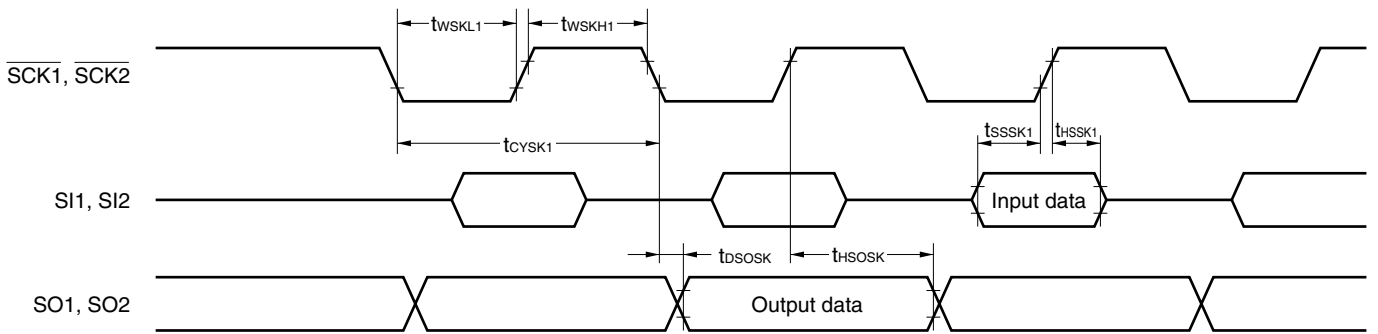 tWSKL1 tWSKH1
SCK1, SCK2
tSSSK1 tHSSK1
tCYSK1
SI1, SI2
Input data
tDSOSK tHSOSK
SO1, SO2
Output data